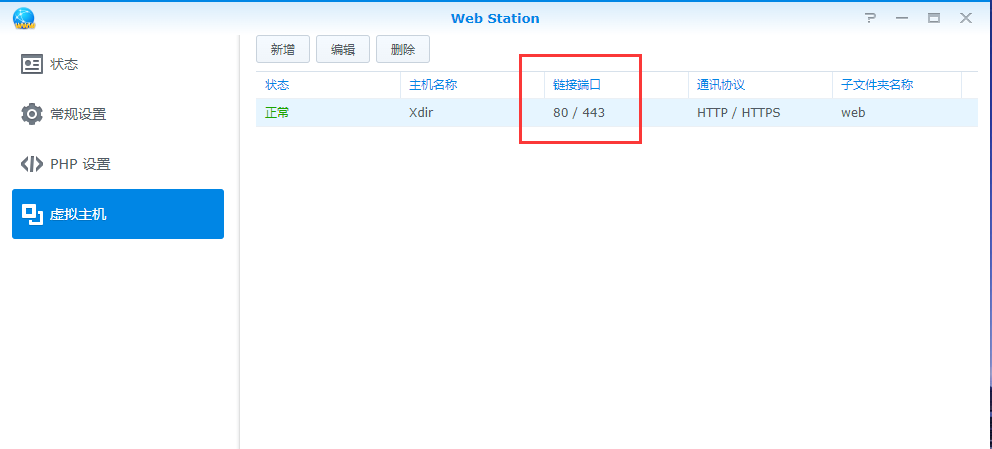 Web Station
状态
常规设置
PHP 设置
虚拟主机
新增 编辑 删除
状态 主机名称 链接端口 通讯协议 子文件夹名称
正常 Xdir 80 / 443 HTTP / HTTPS web